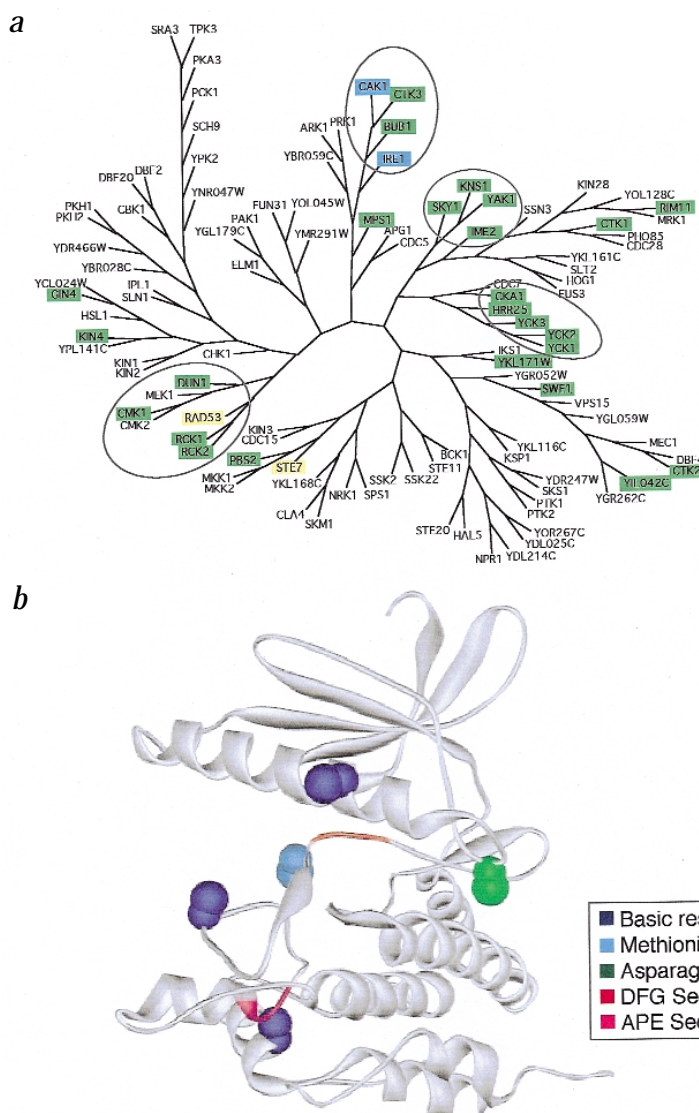 a
SRA3 TPK3
PKA3
PCK1
SCH9
YPK2
YNR047W
DBF20 DBF2
CBK1
PKH1
PKH2
YDR466W
YBR028C
YCL024W
GIN4
IPL1
SLN1
HSL1
KIN4
YPL141C
KIN1
KIN2
CHK1
FUN31 YOL045W
PAK1
YGL179C
YMR291W
ELM1
ARK1 PRK1
YBR059C
CAK1
CTK3
BUB1
IRE1
MPS1
APG1
CDC5
KNS1
SKY1 YAK1
IME2
SSN3
KIN28
YOL128C
RIM11
MRK1
CTK1
PHO85
CDC28
YKL161C
SLT2
HOG1
FUS3
CDC7
CKA1
HRR25
YCK3
YCK2
YCK1
IKS1
YKL171W
YGR052W
SWE1
VPS15
YGL059W
MEC1
DBF4
CTK2
YIL042C
YGR262C
DUN1
MEK1
CMK1
CMK2
RAD53
RCK1
RCK2
KIN3
CDC15
PBS2
MKK1
MKK2
STE7
YKL168C
CLA4
SKM1
NRK1
SPS1
SSK2
SSK22
BCK1
STE11
STE20
HAL5
NPR1
YDL214C
YDL025C
YOR267C
PTK2
PTK1
SKS1
YDR247W
KSP1
YKL116C
b
Basic res
Methioni
Asparag
DFG Se
APE Sec